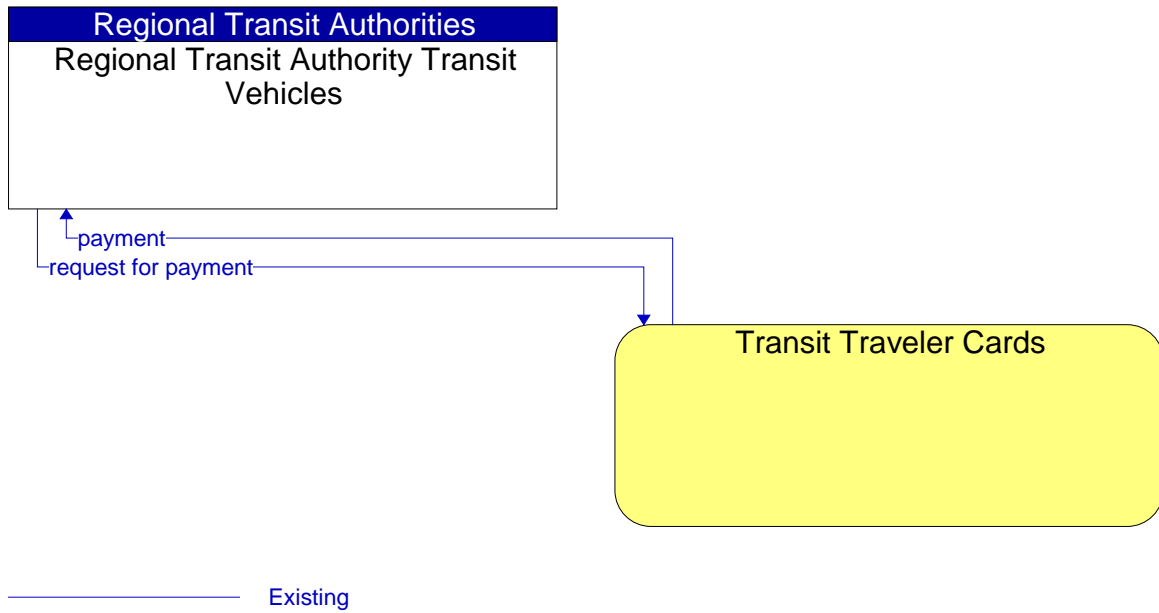 Regional Transit Authorities
Regional Transit Authority Transit
Vehicles
payment
request for payment
Transit Traveler Cards
Existing